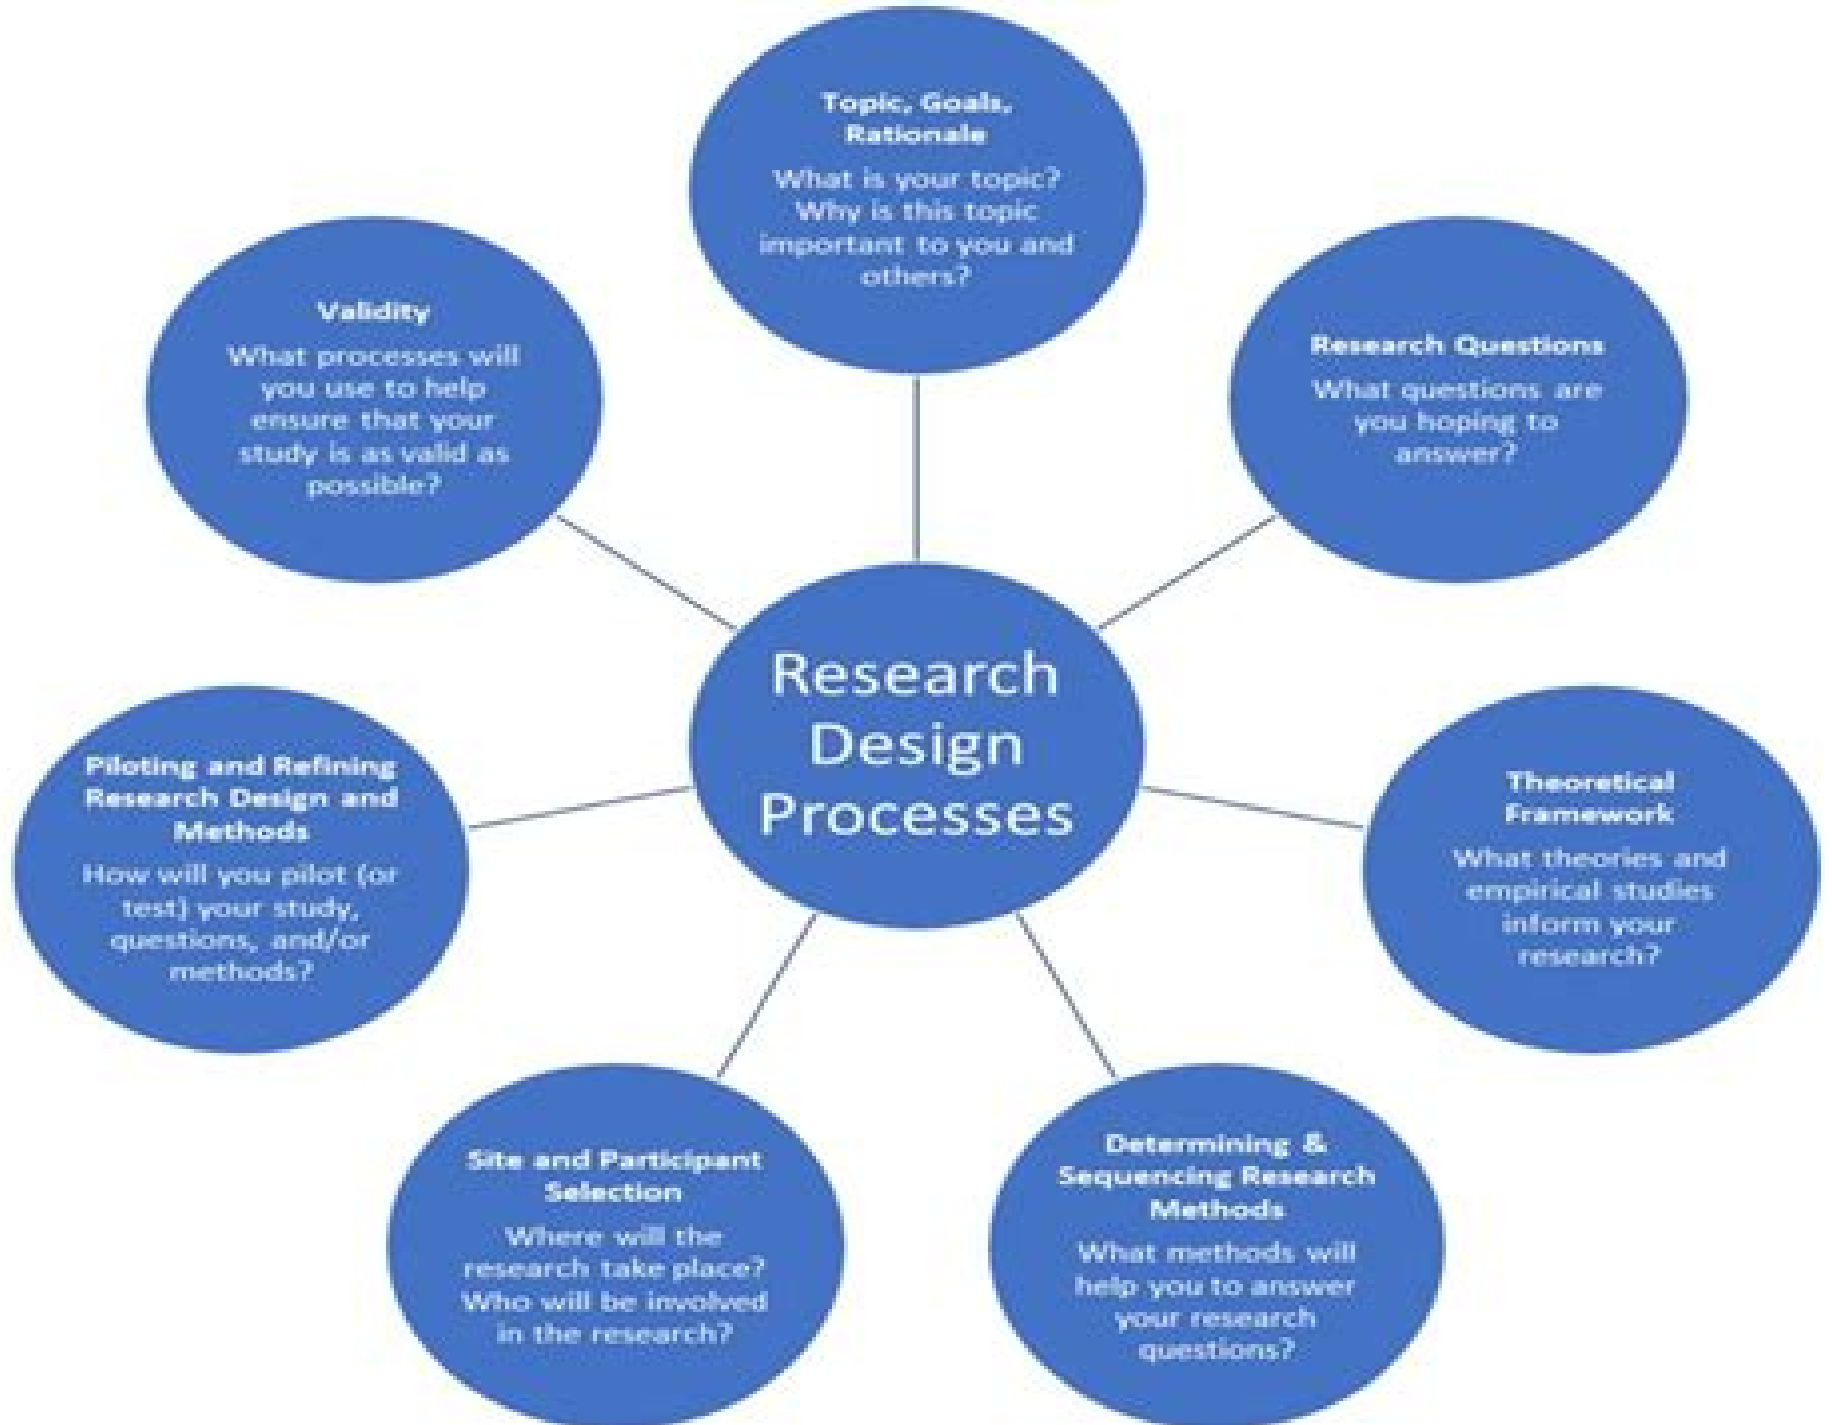 Topic, Goals,
Rationale
What is your topic?
Why is this topic
important to you and
others?
Research Questions
What questions are
you hoping to
answer?
Theoretical
Framework
What theories and
empirical studies
inform your
research?
Determining &
Sequencing Research
Methods
What methods will
help you to answer
your research
questions?
Site and Participant
Selection
Where will the
research take place?
Who will be involved
in the research?
Piloting and Refining
Research Design and
Methods
How will you pilot (or
test) your study,
questions, and/or
methods?
Validity
What processes will
you use to help
ensure that your
study is as valid as
possible?
Research
Design
Processes